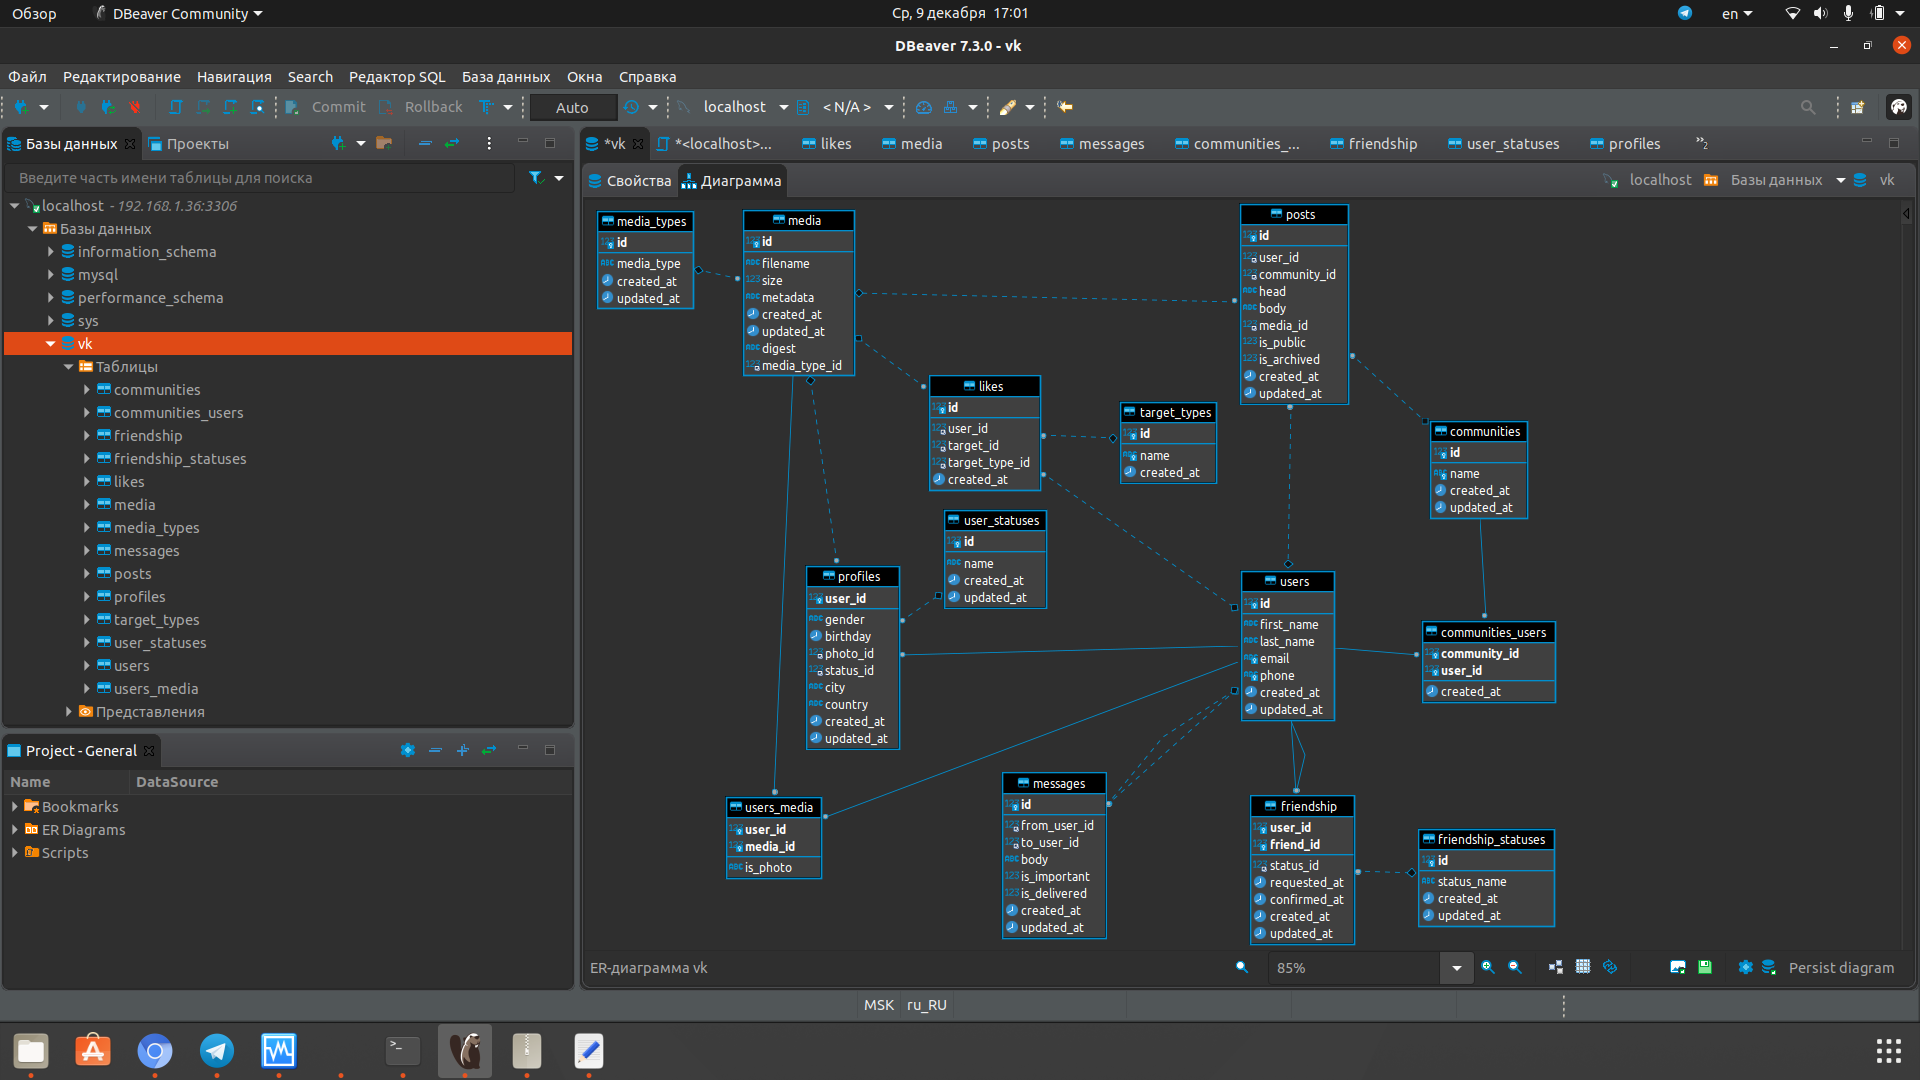 Обзор
DBeaver Community
Ср, 9 декабря 17:01
en
DBeaver 7.3.0 - vk
Файл Редактирование Навигация Search Редактор SQL База данных Окна Справка
Commit Rollback Auto localhost < N/A >
Базы данных Проекты
*vk *<localhost>... likes media posts messages communities_... friendship user_statuses profiles »2
Введите часть имени таблицы для поиска
Свойства Диаграмма
localhost Базы данных vk
localhost - 192.168.1.36:3306
Базы данных
information_schema
mysql
performance_schema
sys
vk
Таблицы
communities
communities_users
friendship
friendship_statuses
likes
media
media_types
messages
posts
profiles
target_types
user_statuses
users
users_media
Представления
Project - General
Name DataSource
Bookmarks
ER Diagrams
Scripts
media_types
id
media_type
created_at
updated_at
media
id
filename
size
metadata
created_at
updated_at
digest
media_type_id
posts
id
user_id
community_id
head
body
media_id
is_public
is_archived
created_at
updated_at
likes
id
user_id
target_id
target_type_id
created_at
target_types
id
name
created_at
communities
id
name
created_at
updated_at
user_statuses
id
name
created_at
updated_at
profiles
user_id
gender
birthday
photo_id
status_id
city
country
created_at
updated_at
users
id
first_name
last_name
email
phone
created_at
updated_at
communities_users
community_id
user_id
created_at
users_media
user_id
media_id
is_photo
messages
id
from_user_id
to_user_id
body
is_important
is_delivered
created_at
updated_at
friendship
user_id
friend_id
status_id
requested_at
confirmed_at
created_at
updated_at
friendship_statuses
id
status_name
created_at
updated_at
ER-диаграмма vk
85%
Persist diagram
MSK ru_RU